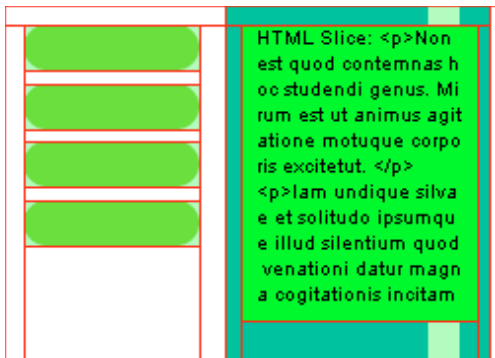 HTML Slice: <p>Non
est quod contemnas h
oc studendi genus. Mi
rum est ut animus agit
atione motuque corpo
ris excitetut. </p>
<p>Iam undique silva
e et solitudo ipsumqu
e illud silentium quod
venationi datur magn
a cogitationis incitam